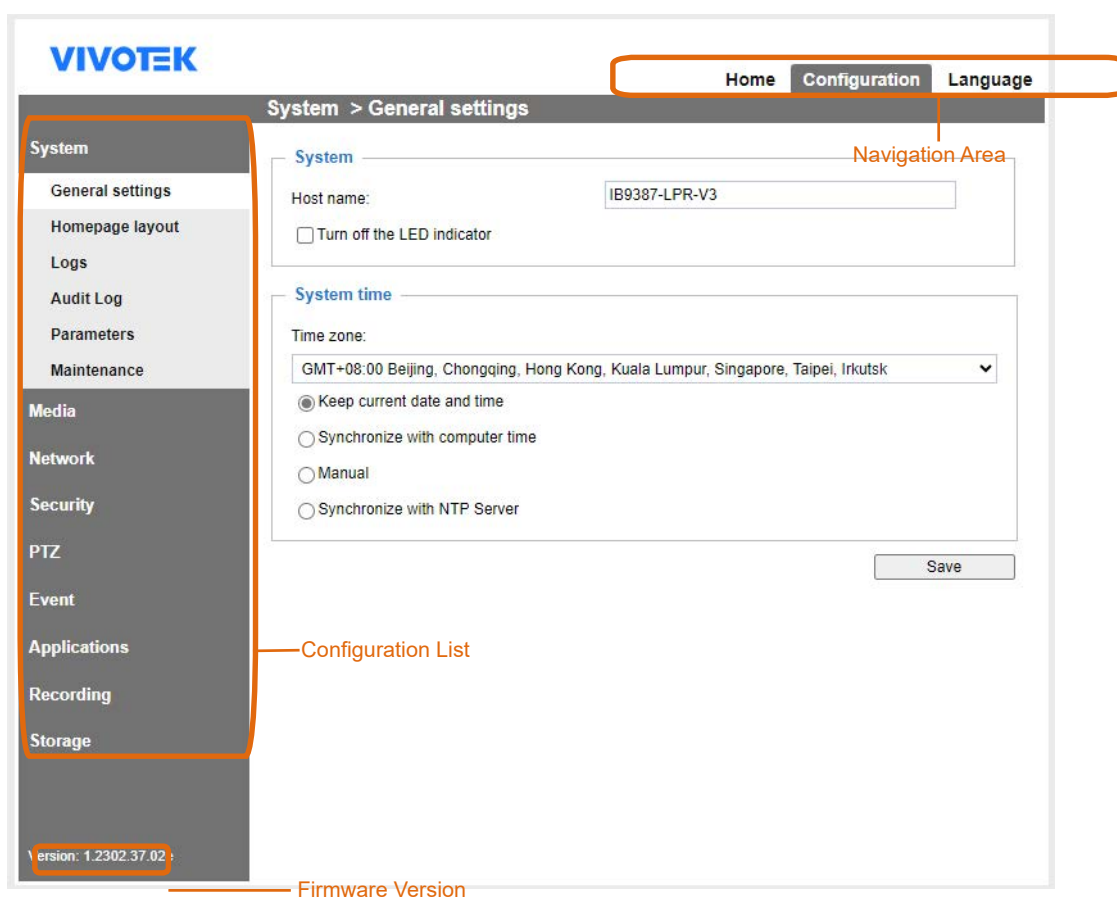 VIVOTEK
Home Configuration Language
System > General settings
Navigation Area
System
General settings
Homepage layout
Logs
Audit Log
Parameters
Maintenance
Media
Network
Security
PTZ
Event
Applications
Recording
Storage
Version: 1.2302.37.02e
System
Host name: IB9387-LPR-V3
Turn off the LED indicator
System time
Time zone:
GMT+08:00 Beijing, Chongqing, Hong Kong, Kuala Lumpur, Singapore, Taipei, Irkutsk
Keep current date and time
Synchronize with computer time
Manual
Synchronize with NTP Server
Save
Configuration List
Firmware Version